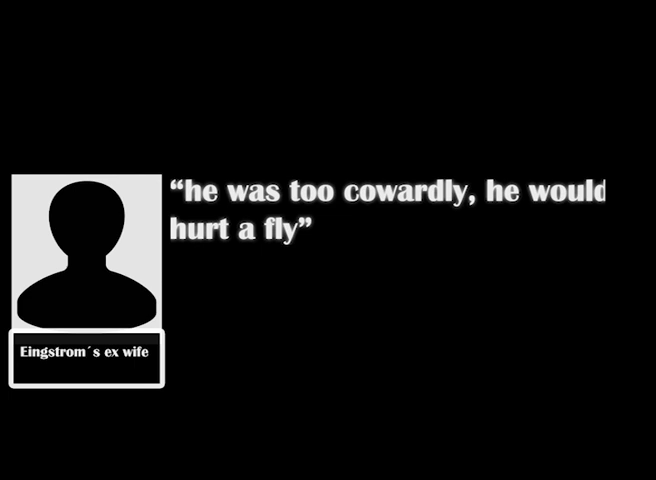 “he was too cowardly, he would
hurt a fly”
Eingstrom´s ex wife